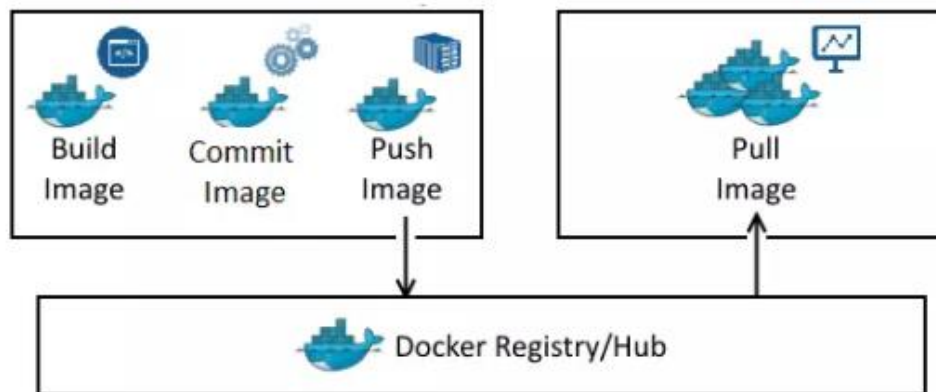 Build
Image
Commit
Image
Push
Image
Pull
Image
Docker Registry/Hub